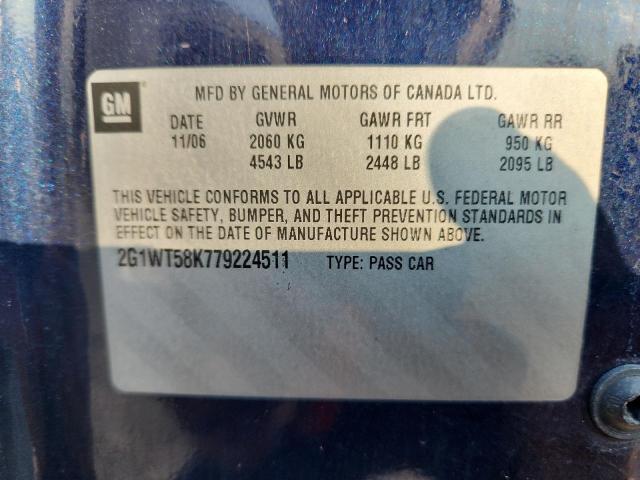 GM
MFD BY GENERAL MOTORS OF CANADA LTD.
DATE GVWR GAWR FRT GAWR RR
11/06 2060 KG 1110 KG 950 KG
4543 LB 2448 LB 2095 LB
THIS VEHICLE CONFORMS TO ALL APPLICABLE U.S. FEDERAL MOTOR
VEHICLE SAFETY, BUMPER, AND THEFT PREVENTION STANDARDS IN
EFFECT ON THE DATE OF MANUFACTURE SHOWN ABOVE.
2G1WT58K779224511 TYPE: PASS CAR